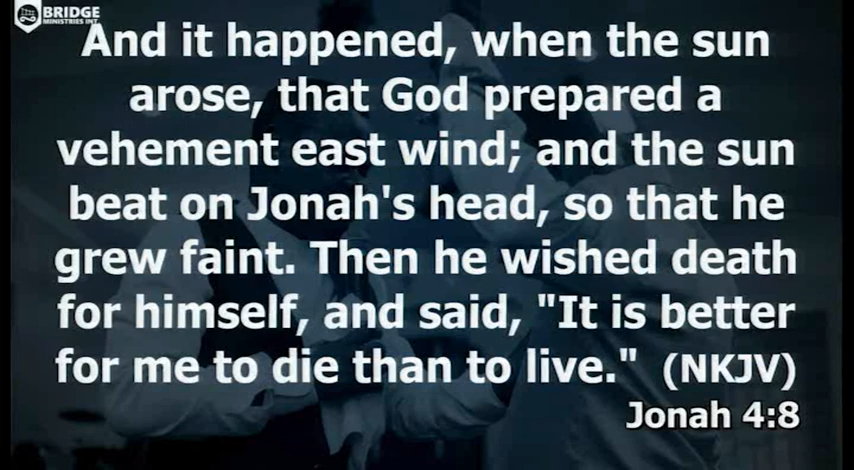 BRIDGE
MINISTRIES INT
And it happened, when the sun
arose, that God prepared a
vehement east wind; and the sun
beat on Jonah's head, so that he
grew faint. Then he wished death
for himself, and said, "It is better
for me to die than to live." (NKJV)
Jonah 4:8